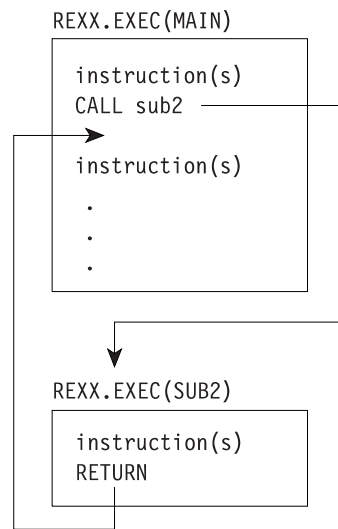 REXX.EXEC(MAIN)
instruction(s)
CALL sub2
instruction(s)
.
.
.
REXX.EXEC(SUB2)
instruction(s)
RETURN